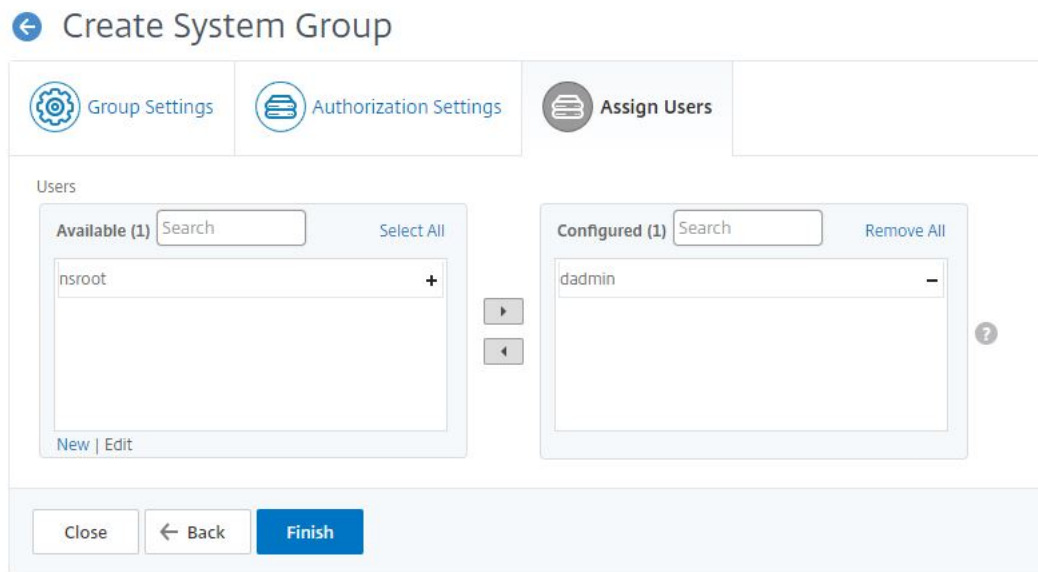 Create System Group
Group Settings
Authorization Settings
Assign Users
Users
Available (1) Search Select All
nsroot +
New | Edit
Configured (1) Search Remove All
dadmin −
?
Close
← Back
Finish